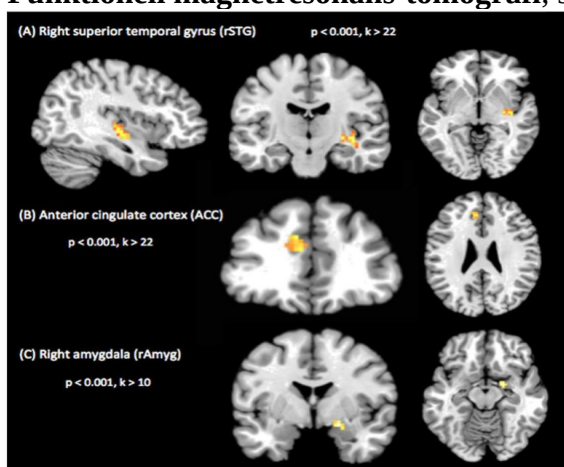 Funktionell magnetresonans-tomografi,
(A) Right superior temporal gyrus (rSTG)
p < 0.001, k > 22
(B) Anterior cingulate cortex (ACC)
p < 0.001, k > 22
(C) Right amygdala (rAmyg)
p < 0.001, k > 10